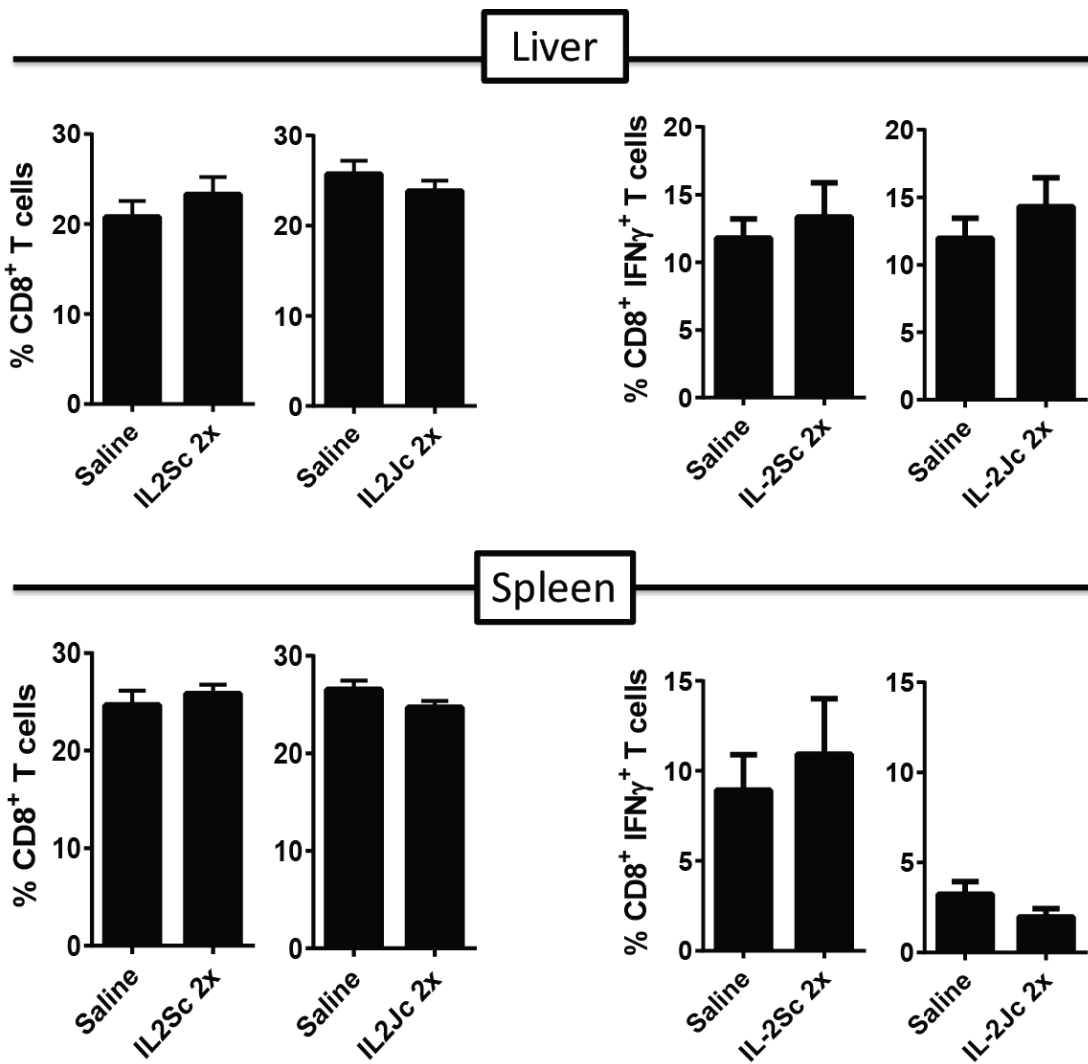 Liver
% CD8+ T cells
30
20
10
0
Saline
IL2Sc 2x
30
20
10
0
Saline
IL2Jc 2x
% CD8+ IFNγ+ T cells
20
15
10
5
0
Saline
IL-2Sc 2x
20
15
10
5
0
Saline
IL-2Jc 2x
Spleen
% CD8+ T cells
30
20
10
0
Saline
IL2Sc 2x
30
20
10
0
Saline
IL2Jc 2x
% CD8+ IFNγ+ T cells
15
10
5
0
Saline
IL-2Sc 2x
15
10
5
0
Saline
IL-2Jc 2x